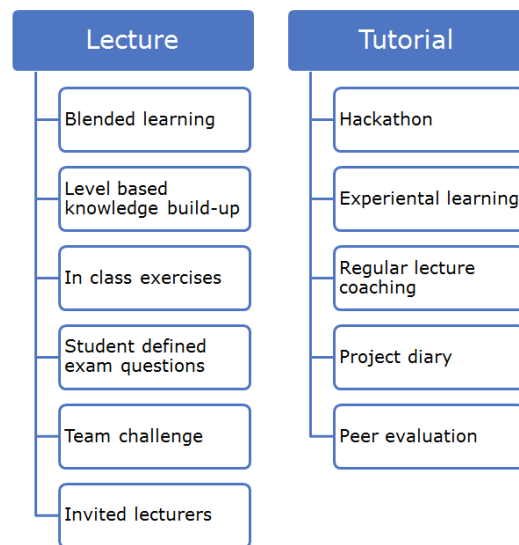 Lecture
Blended learning
Level based
knowledge build-up
In class exercises
Student defined
exam questions
Team challenge
Invited lecturers
Tutorial
Hackathon
Experiental learning
Regular lecture
coaching
Project diary
Peer evaluation